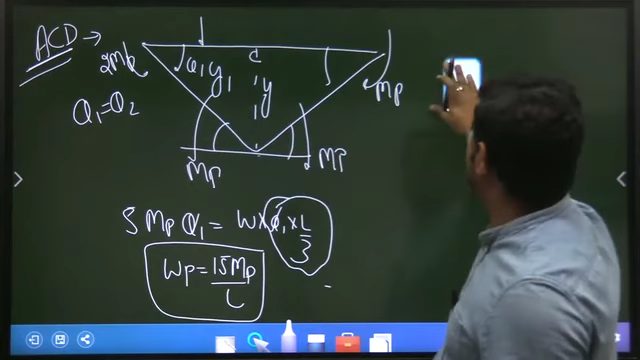 ACD →
2Mp
θ₁ y₁ y
Mp
θ₁=θ₂
Mp Mp
5 Mp θ₁ = W×θ₁×L/3
Wp = 15Mp/L